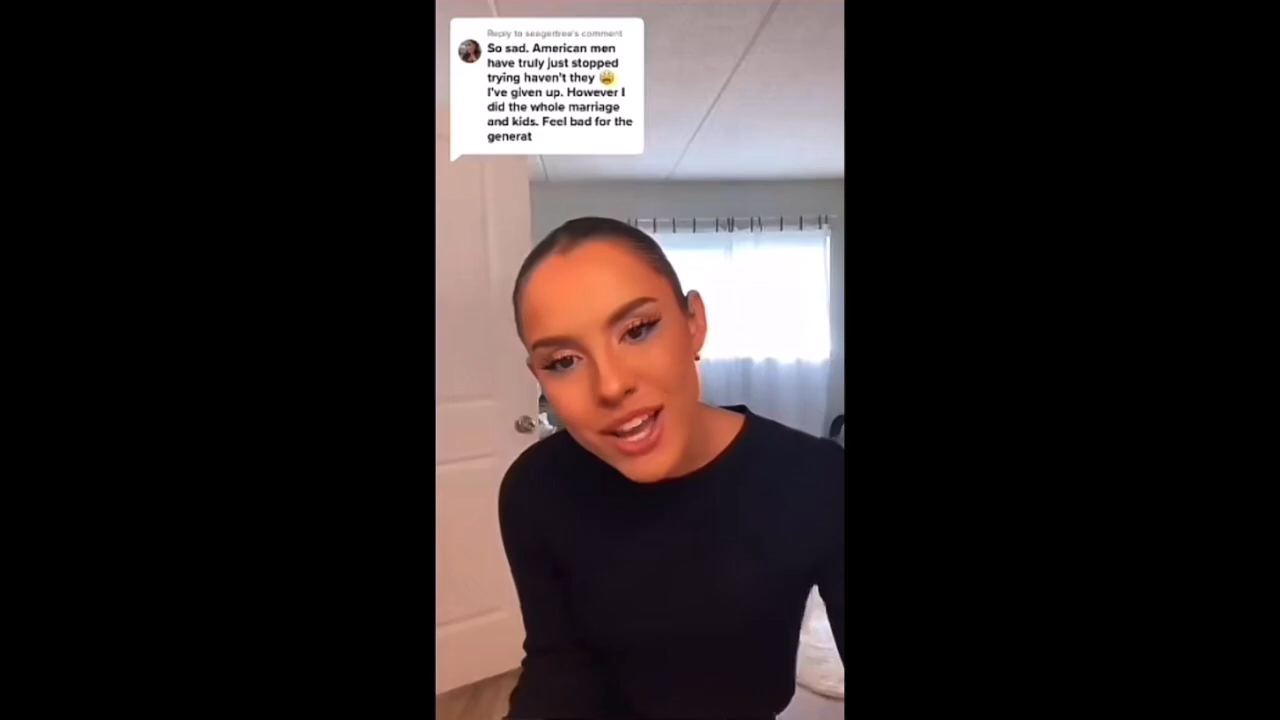 Reply to seagertree's comment
So sad. American men
have truly just stopped
trying haven't they 😩
I've given up. However I
did the whole marriage
and kids. Feel bad for the
generat